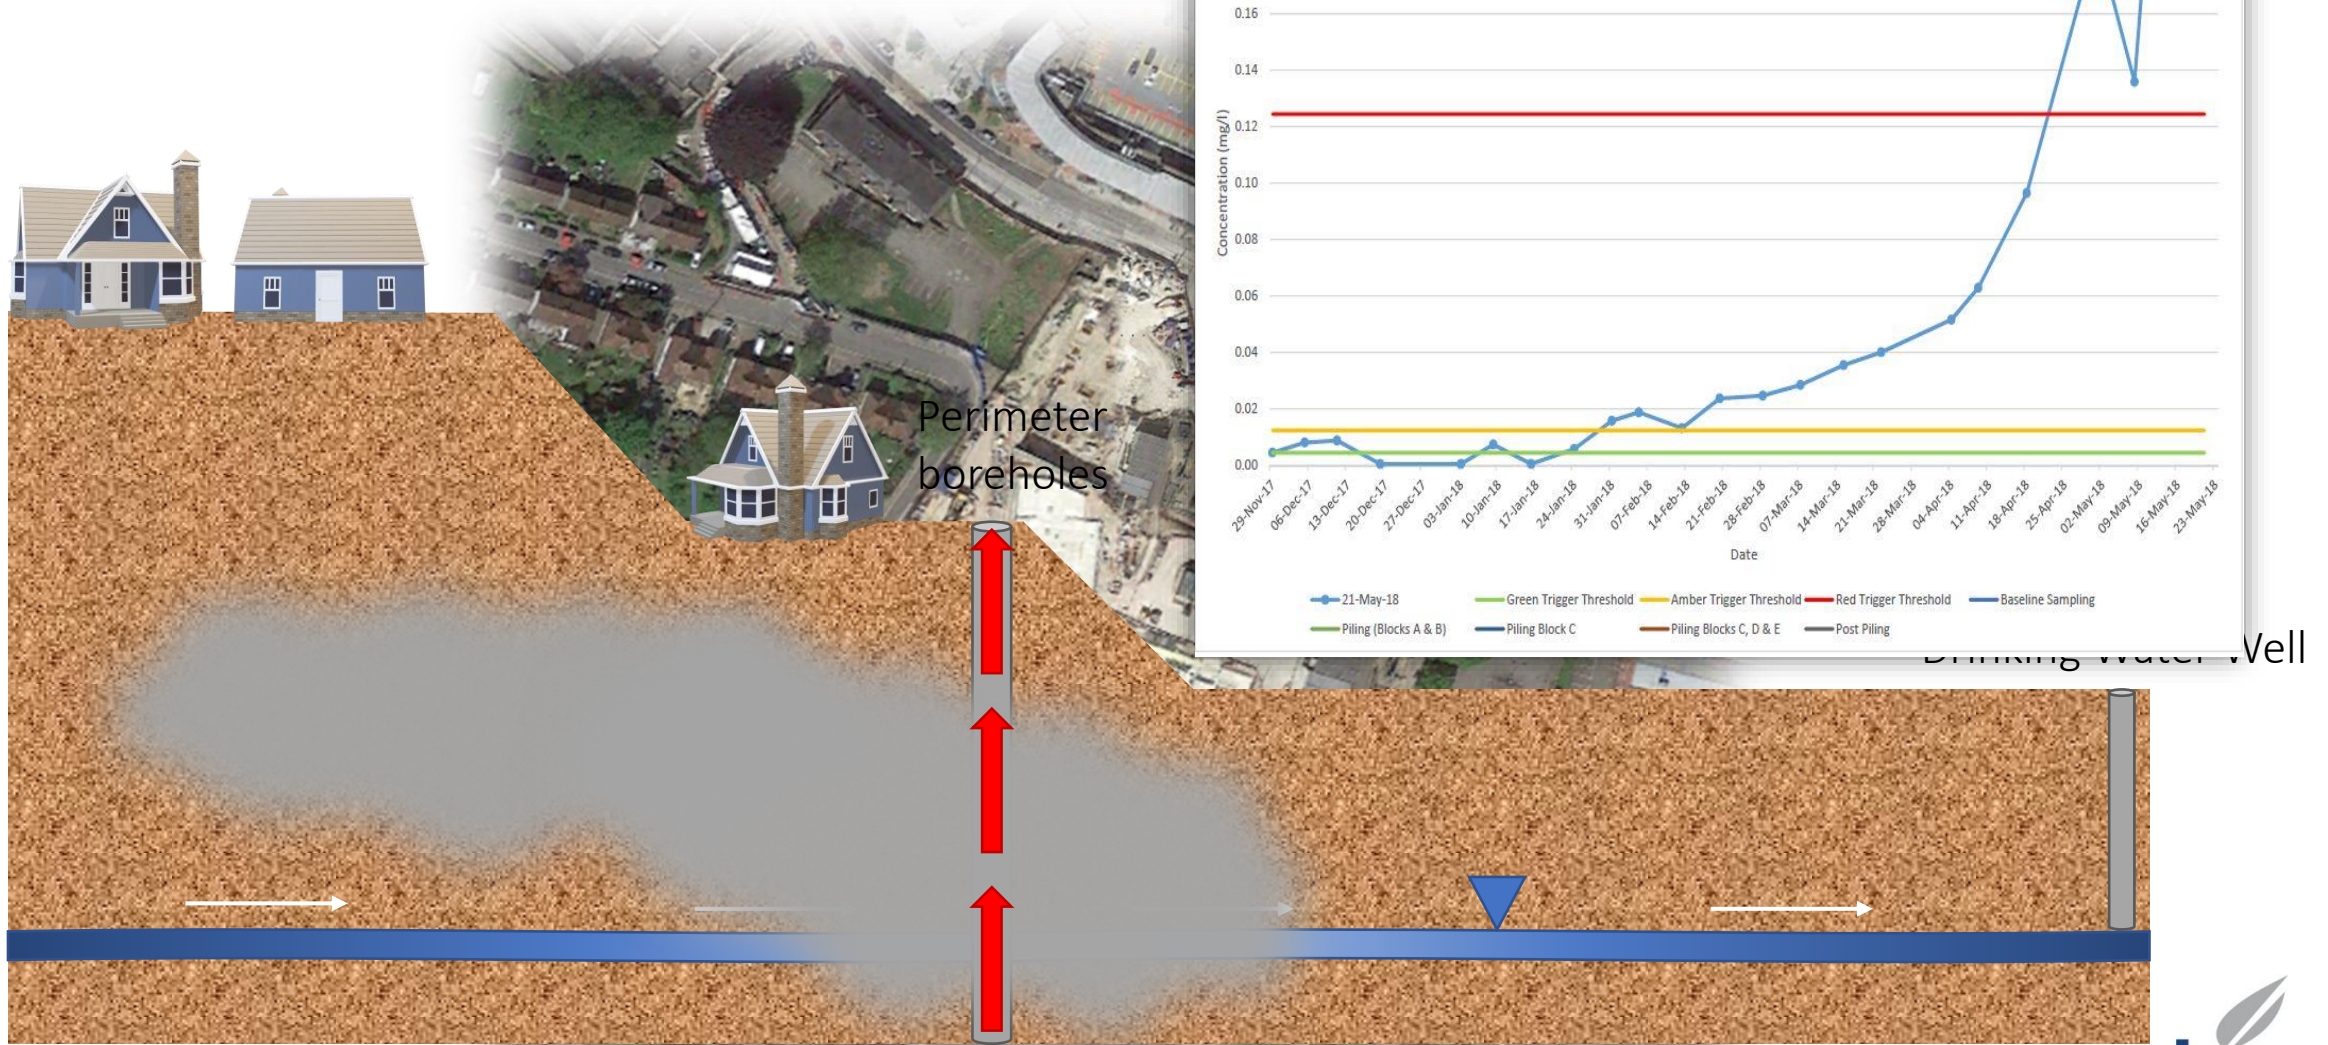 0.16
0.14
0.12
0.10
0.08
0.06
0.04
0.02
0.00
Concentration (mg/l)
29-Nov-17
06-Dec-17
13-Dec-17
20-Dec-17
27-Dec-17
03-Jan-18
10-Jan-18
17-Jan-18
24-Jan-18
31-Jan-18
07-Feb-18
14-Feb-18
21-Feb-18
28-Feb-18
07-Mar-18
14-Mar-18
21-Mar-18
28-Mar-18
04-Apr-18
11-Apr-18
18-Apr-18
25-Apr-18
02-May-18
09-May-18
16-May-18
23-May-18
Date
21-May-18 Green Trigger Threshold Amber Trigger Threshold Red Trigger Threshold Baseline Sampling
Piling (Blocks A & B) Piling Block C Piling Blocks C, D & E Post Piling
Perimeter
boreholes
Drinking Water Well